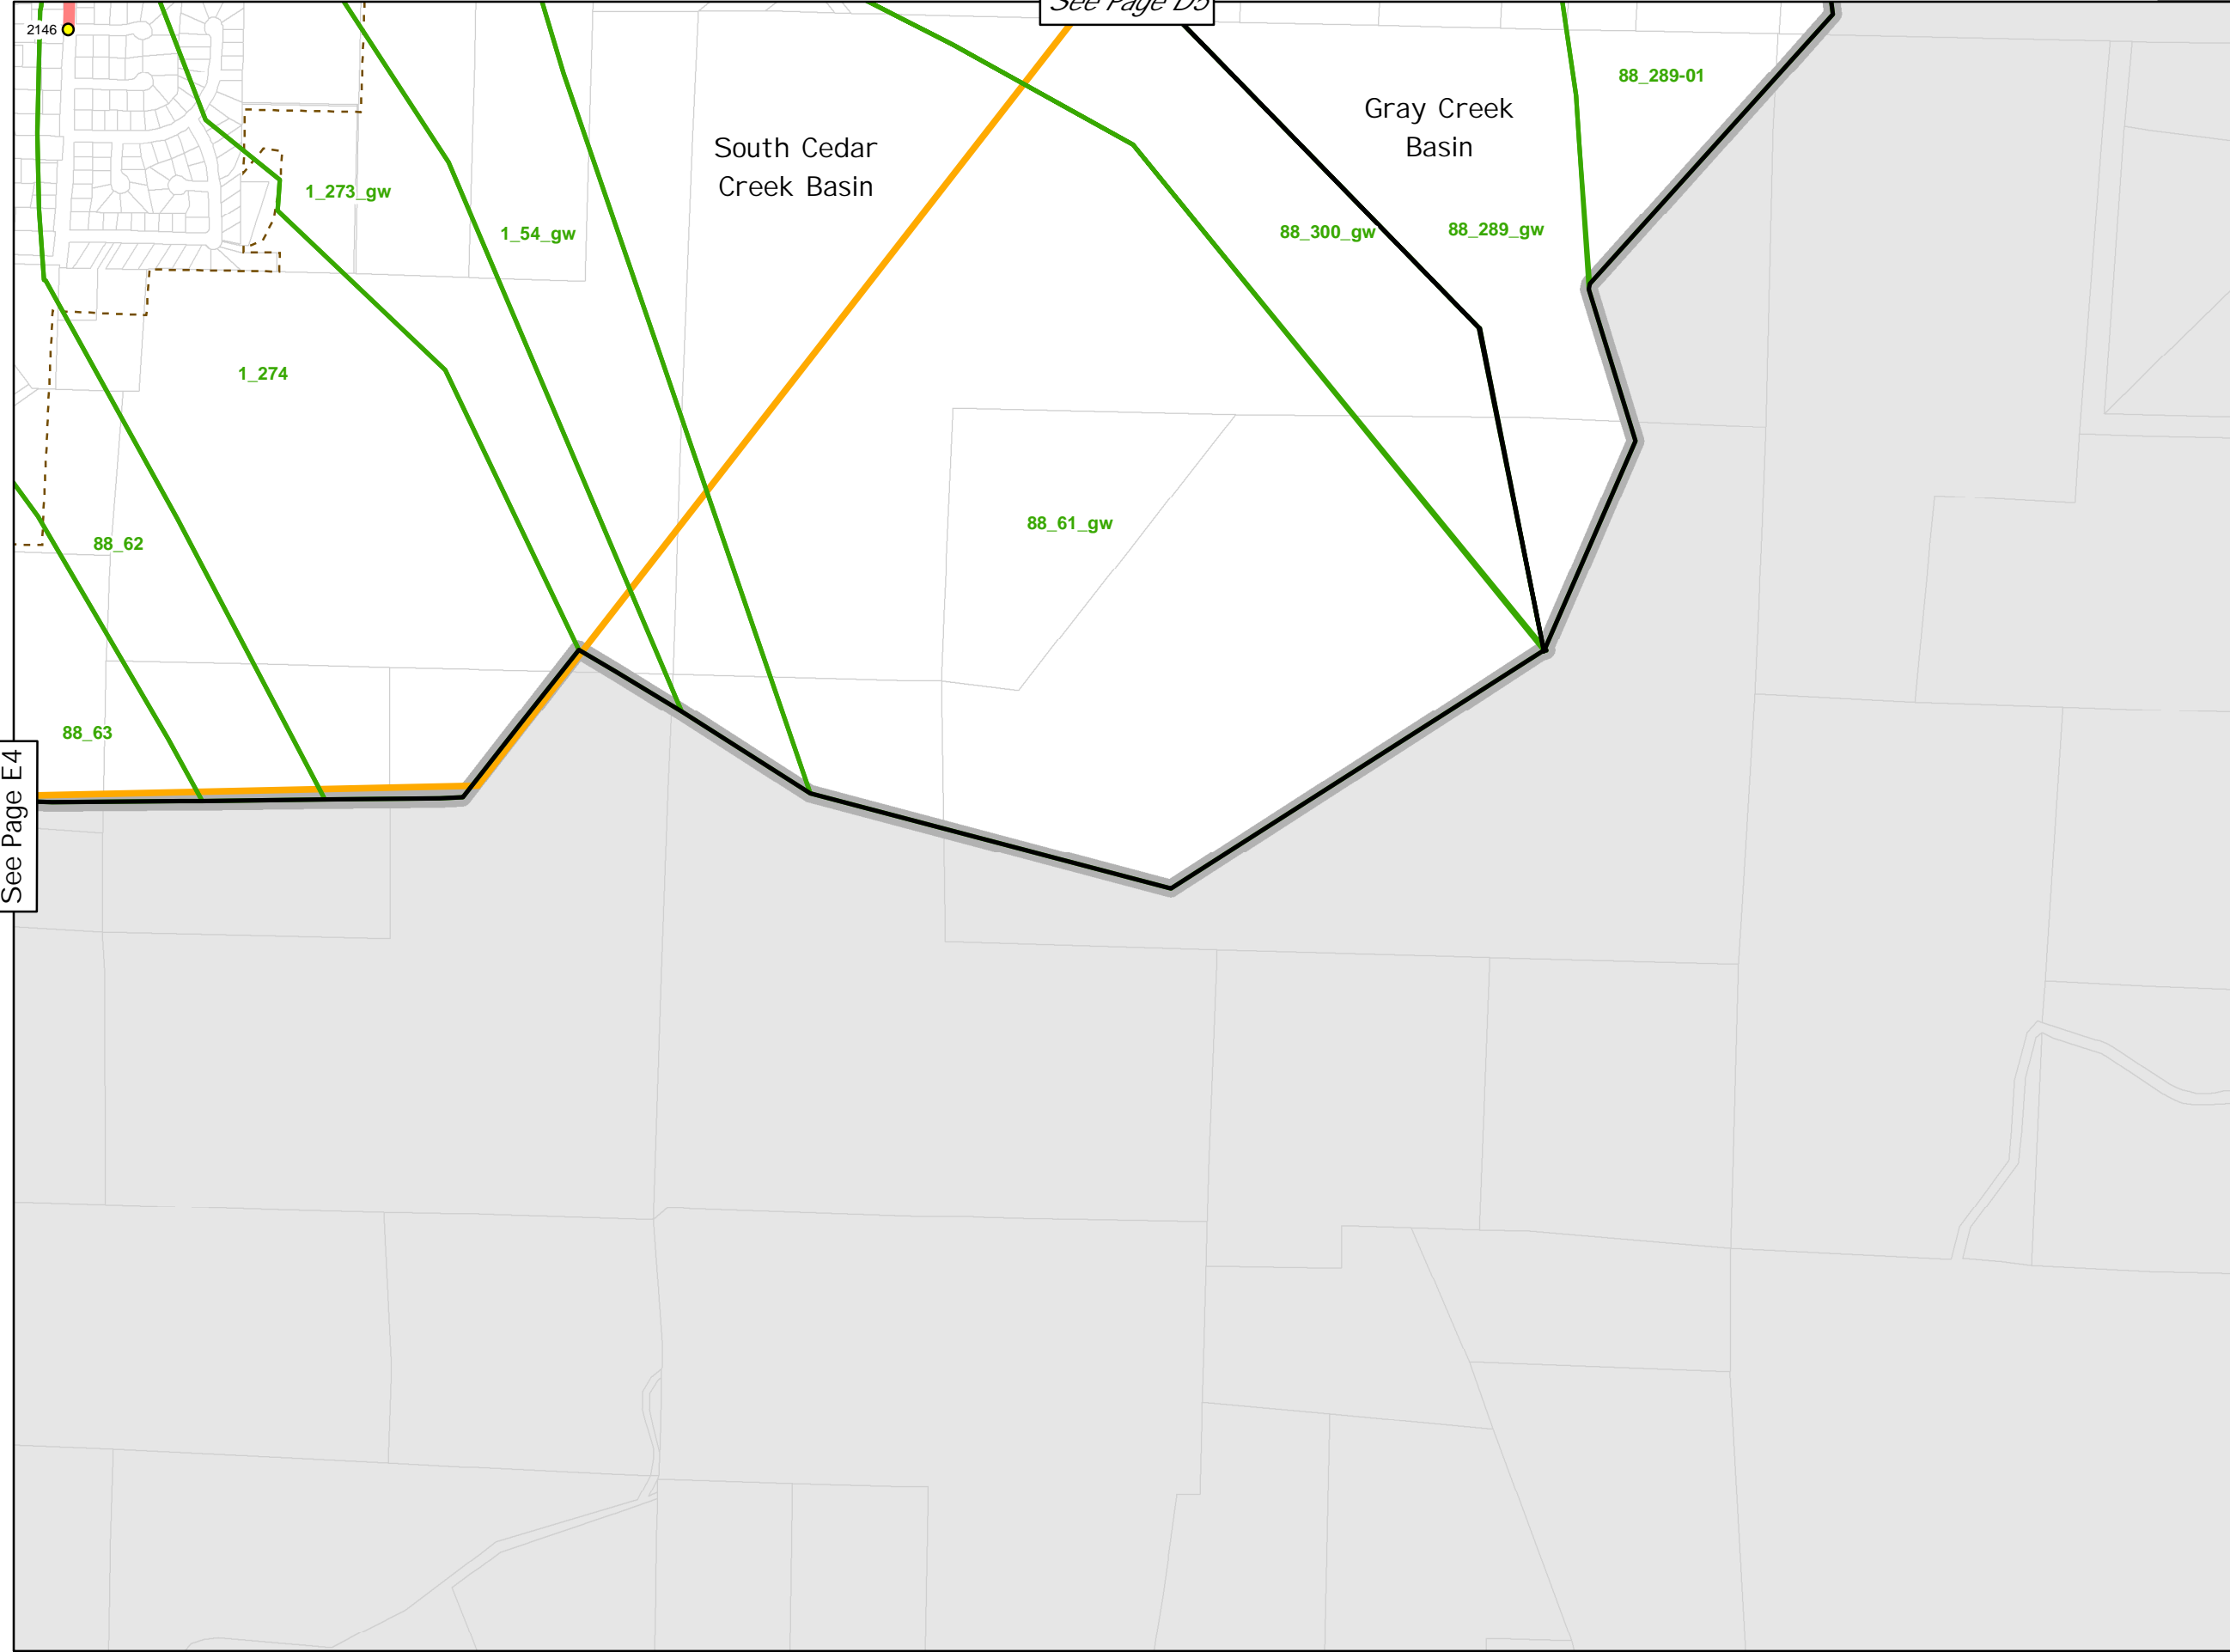 See Page D5
2146
88_289-01
Gray Creek
Basin
South Cedar
Creek Basin
1_273_gw
1_54_gw
88_300_gw
88_289_gw
1_274
88_61_gw
88_62
88_63
See Page E4